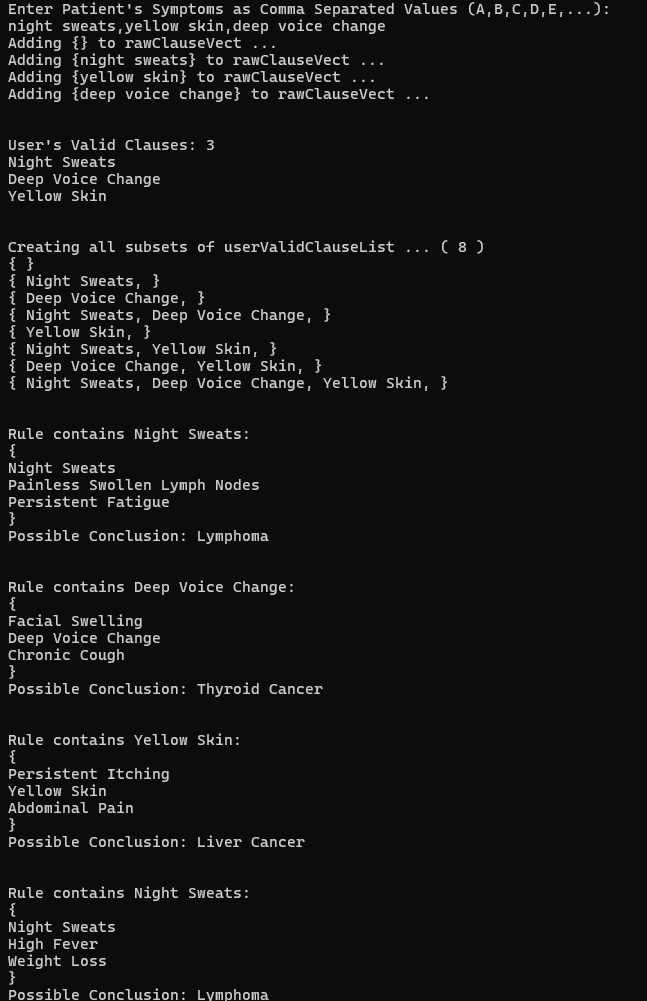 Enter Patient's Symptoms as Comma Separated Values (A,B,C,D,E,...):
night sweats,yellow skin,deep voice change
Adding {} to rawClauseVect ...
Adding {night sweats} to rawClauseVect ...
Adding {yellow skin} to rawClauseVect ...
Adding {deep voice change} to rawClauseVect ...
User's Valid Clauses: 3
Night Sweats
Deep Voice Change
Yellow Skin
Creating all subsets of userValidClauseList ... ( 8 )
{ }
{ Night Sweats, }
{ Deep Voice Change, }
{ Night Sweats, Deep Voice Change, }
{ Yellow Skin, }
{ Night Sweats, Yellow Skin, }
{ Deep Voice Change, Yellow Skin, }
{ Night Sweats, Deep Voice Change, Yellow Skin, }
Rule contains Night Sweats:
{
Night Sweats
Painless Swollen Lymph Nodes
Persistent Fatigue
}
Possible Conclusion: Lymphoma
Rule contains Deep Voice Change:
{
Facial Swelling
Deep Voice Change
Chronic Cough
}
Possible Conclusion: Thyroid Cancer
Rule contains Yellow Skin:
{
Persistent Itching
Yellow Skin
Abdominal Pain
}
Possible Conclusion: Liver Cancer
Rule contains Night Sweats:
{
Night Sweats
High Fever
Weight Loss
}
Possible Conclusion: Lymphoma